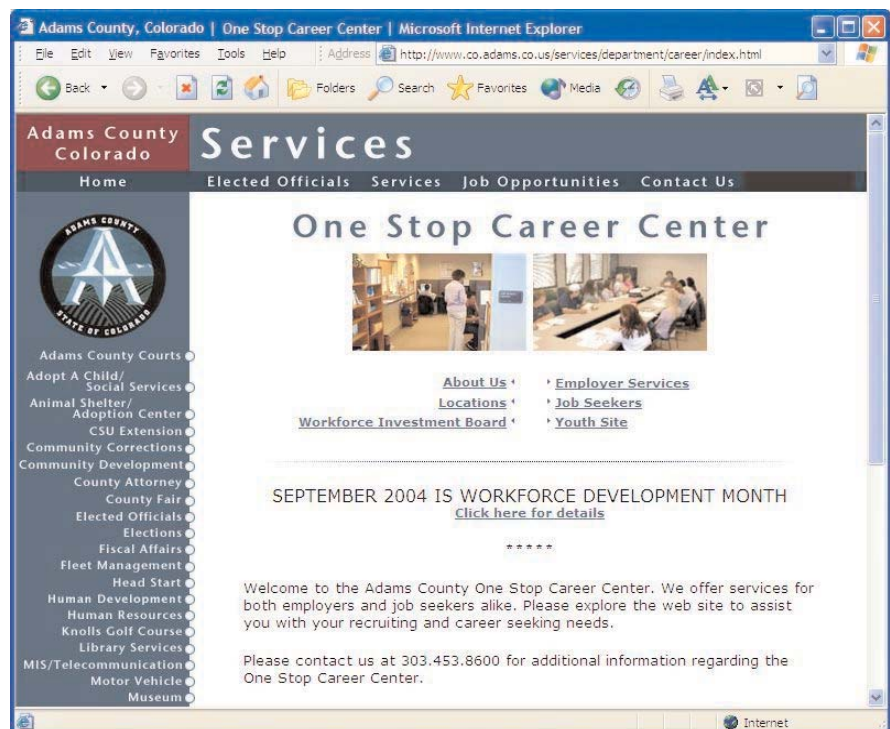 Adams County, Colorado | One Stop Career Center | Microsoft Internet Explorer
File Edit View Favorites Tools Help Address http://www.co.adams.co.us/services/department/career/index.html
Back Folders Search Favorites Media
Adams County
Colorado
Services
Home Elected Officials Services Job Opportunities Contact Us
ADAMS COUNTY
STATE OF COLORADO
Adams County Courts
Adopt A Child/
Social Services
Animal Shelter/
Adoption Center
CSU Extension
Community Corrections
Community Development
County Attorney
County Fair
Elected Officials
Elections
Fiscal Affairs
Fleet Management
Head Start
Human Development
Human Resources
Knolls Golf Course
Library Services
MIS/Telecommunication
Motor Vehicle
Museum
One Stop Career Center
About Us Employer Services
Locations Job Seekers
Workforce Investment Board Youth Site
SEPTEMBER 2004 IS WORKFORCE DEVELOPMENT MONTH
Click here for details
*****
Welcome to the Adams County One Stop Career Center. We offer services for
both employers and job seekers alike. Please explore the web site to assist
you with your recruiting and career seeking needs.
Please contact us at 303.453.8600 for additional information regarding the
One Stop Career Center.
Internet